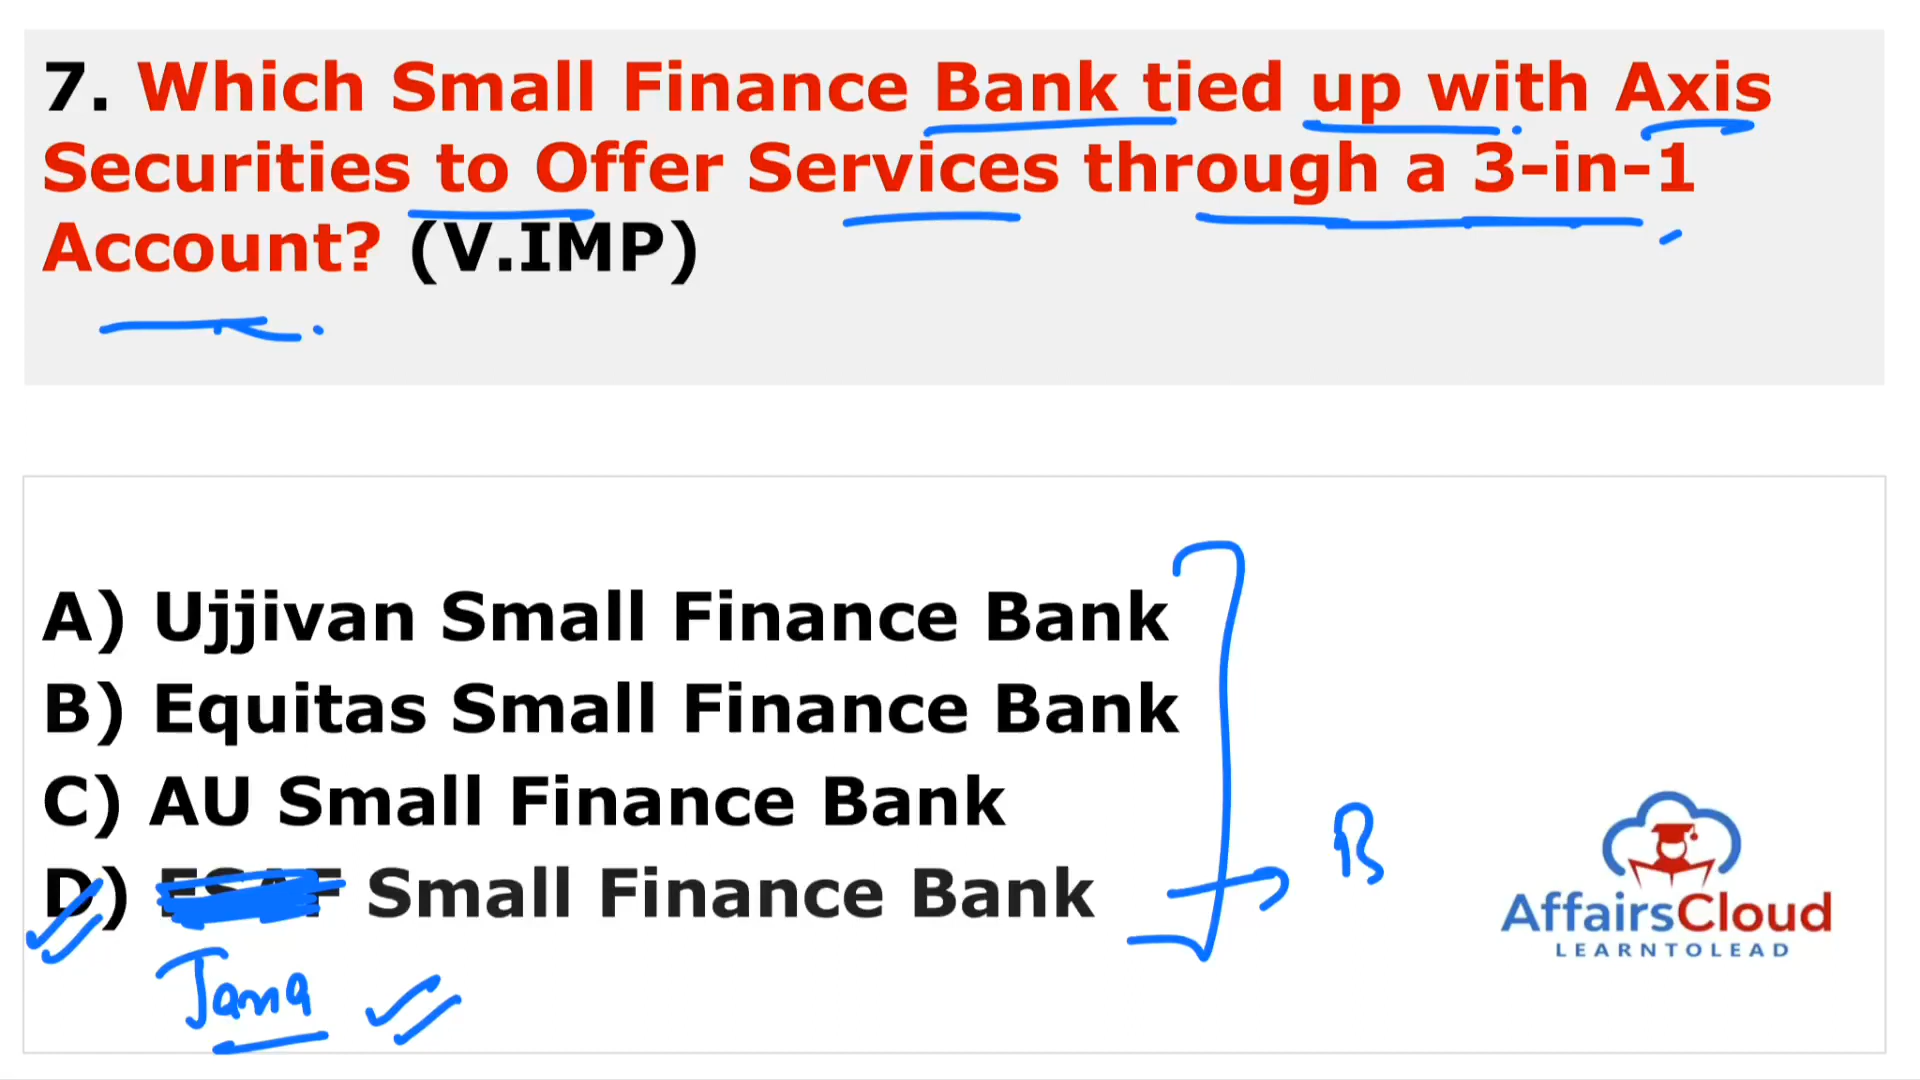 7. Which Small Finance Bank tied up with Axis
Securities to Offer Services through a 3-in-1
Account? (V.IMP)
A) Ujjivan Small Finance Bank
B) Equitas Small Finance Bank
C) AU Small Finance Bank
D) ESAF Small Finance Bank
Jana
AffairsCloud
LEARNTOLEAD